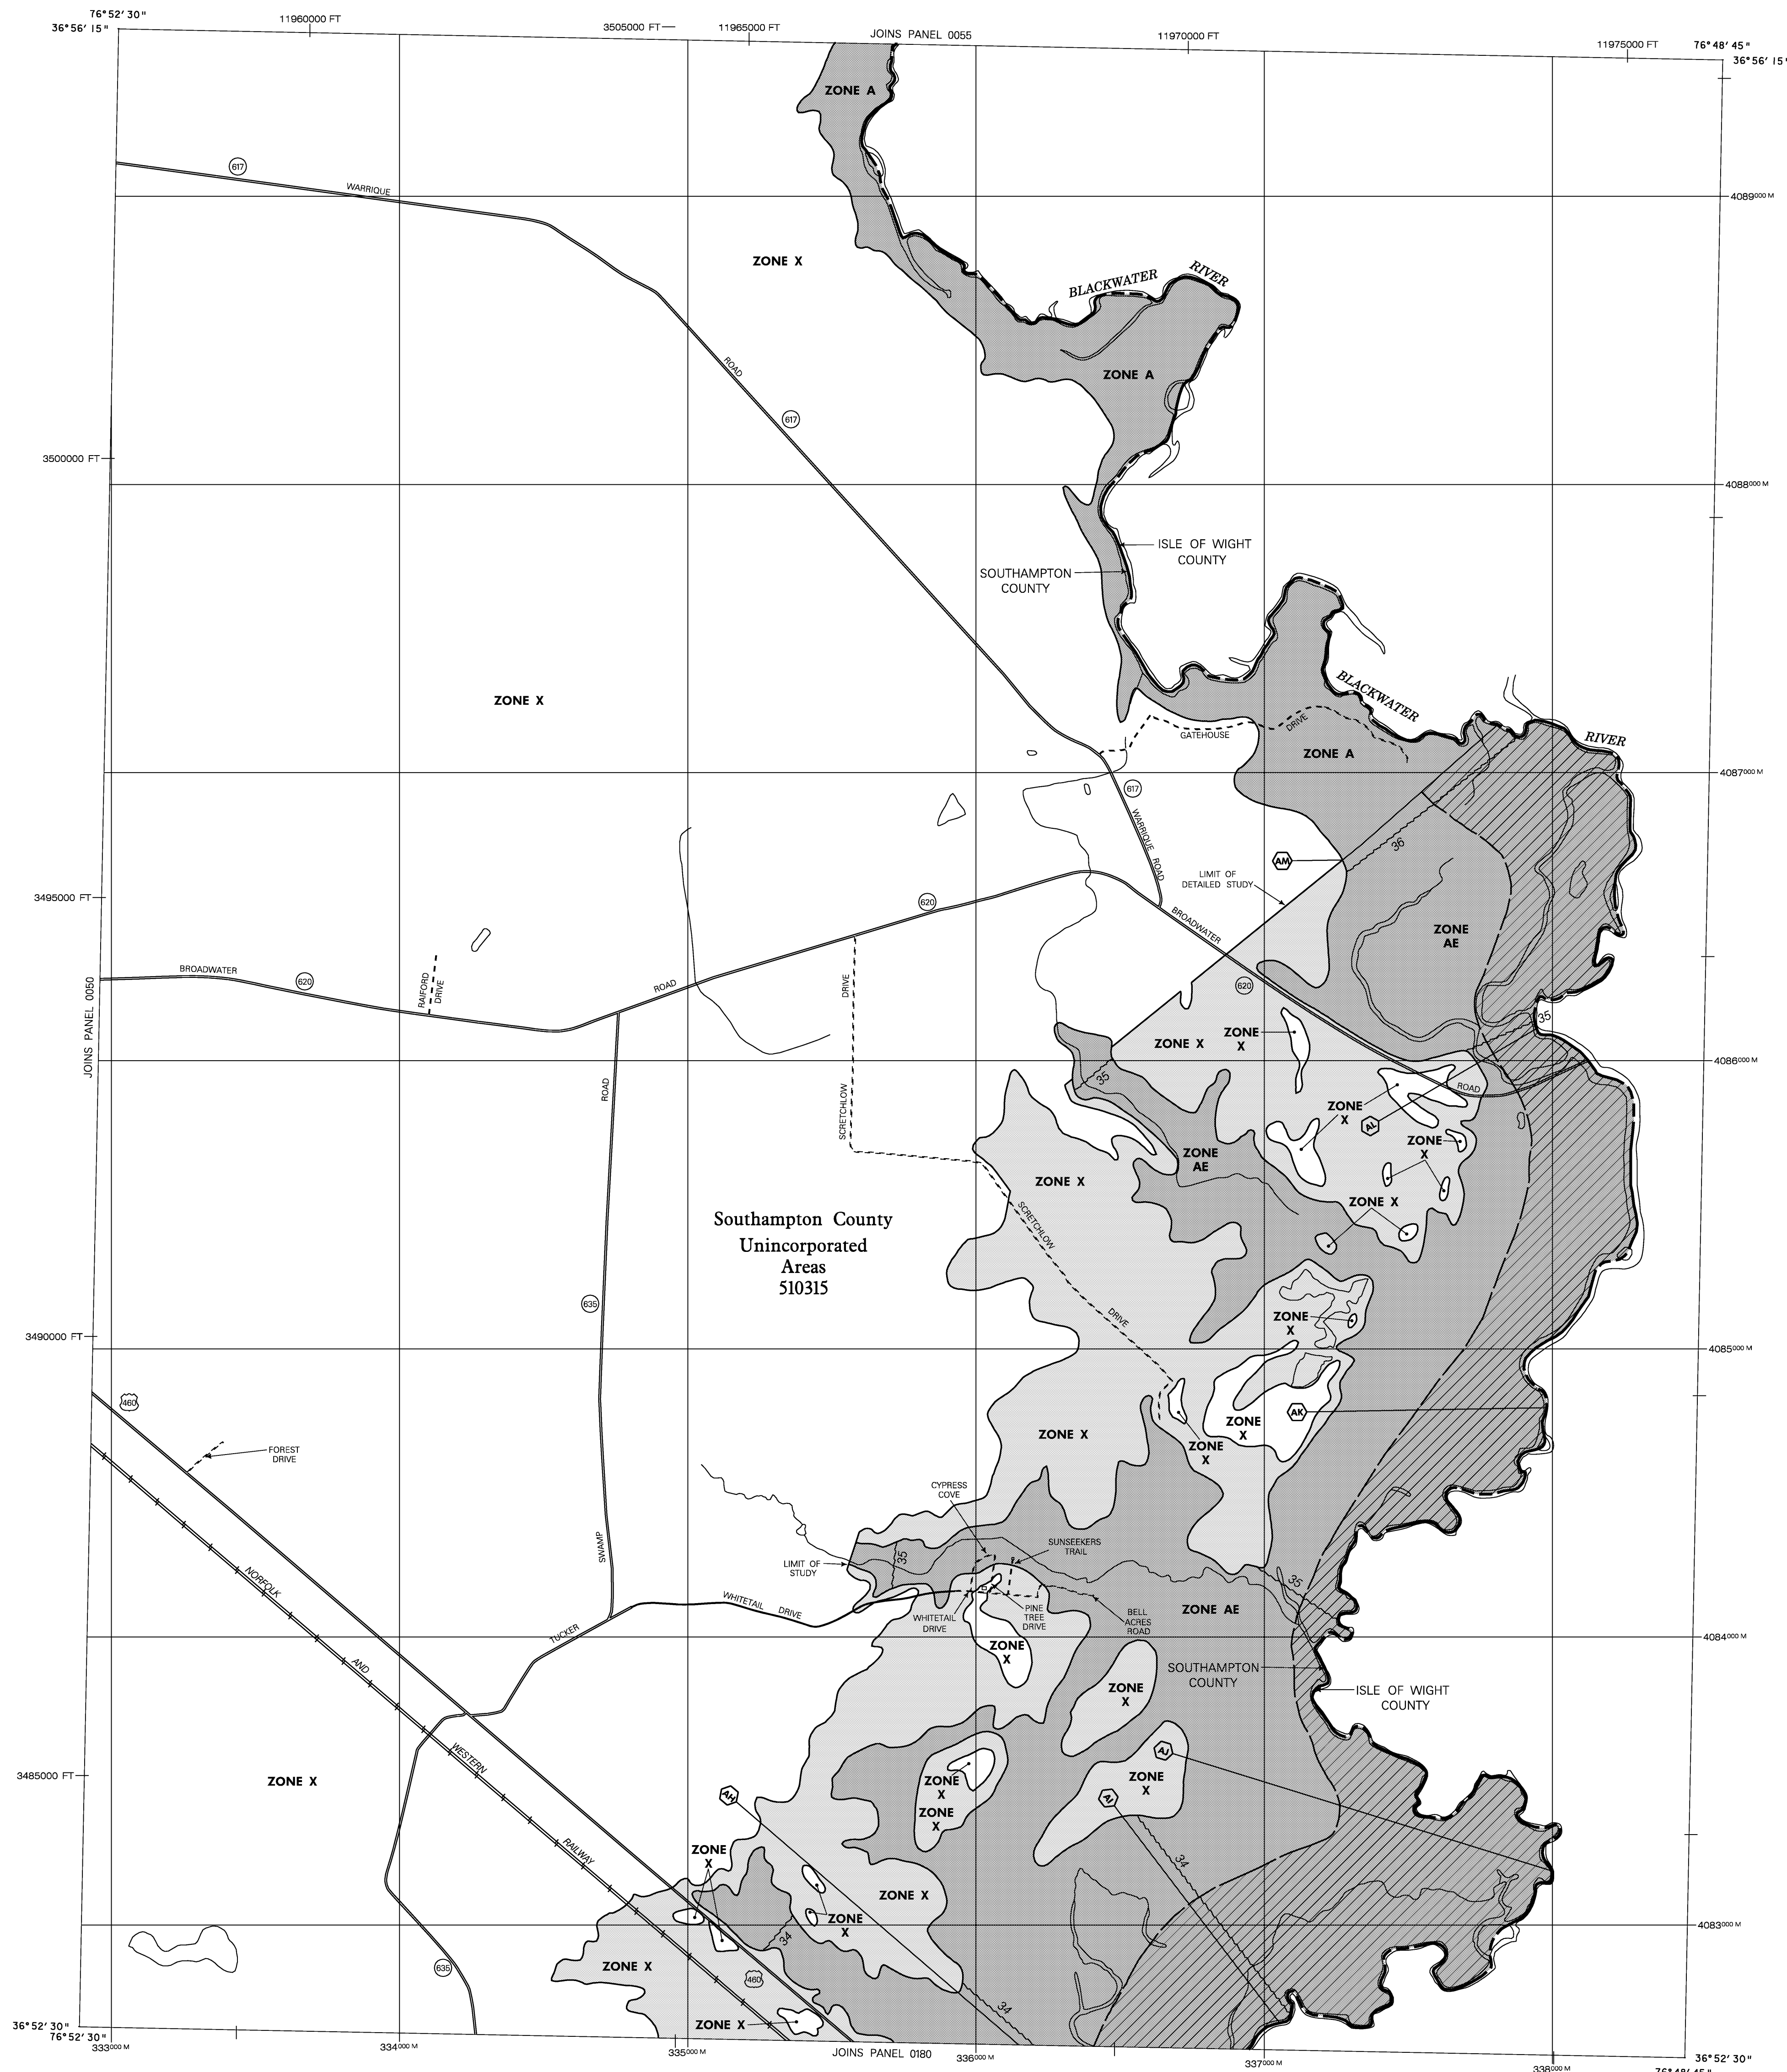 76°52'30"
36°56'15"
11960000 FT
3505000 FT
11965000 FT
JOINS PANEL 0055
11970000 FT
11975000 FT
76°48'45"
36°56'15"
ZONE A
617
WARRIQUE
4089000 M
ZONE X
BLACKWATER
RIVER
ROAD
ZONE A
617
3500000 FT
4088000 M
ISLE OF WIGHT
COUNTY
SOUTHAMPTON
COUNTY
ZONE X
BLACKWATER
RIVER
GATEHOUSE
DRIVE
ZONE A
4087000 M
617
WARRIQUE ROAD
36
AM
LIMIT OF
DETAILED STUDY
3495000 FT
620
BROADWATER
ZONE
AE
BROADWATER
620
RAIFORD
DRIVE
ROAD
DRIVE
620
35
JOINS PANEL 0050
ZONE X
ZONE
X
4086000 M
35
ROAD
ROAD
SCRETCHLOW
ZONE
X
AL
ZONE
X
ZONE
AE
ZONE X
ZONE X
SCRETCHLOW
Southampton County
Unincorporated
Areas
510315
635
DRIVE
ZONE
X
3490000 FT
4085000 M
460
AK
ZONE
X
ZONE X
ZONE
X
FOREST
DRIVE
CYPRESS
COVE
SWAMP
SUNSEEKERS
TRAIL
35
LIMIT OF
STUDY
35
NORFOLK
WHITETAIL DRIVE
WHITETAIL
DRIVE
PINE
TREE
DRIVE
BELL
ACRES
ROAD
ZONE AE
TUCKER
4084000 M
ZONE
X
AND
SOUTHAMPTON
COUNTY
ISLE OF WIGHT
COUNTY
ZONE
X
WESTERN
AJ
3485000 FT
ZONE X
ZONE
X
ZONE
X
AH
AI
ZONE
X
RAILWAY
ZONE
X
34
ZONE X
ZONE
X
4083000 M
34
ZONE X
635
460
34
ZONE X
36°52'30"
76°52'30"
333000 M
334000 M
335000 M
JOINS PANEL 0180
336000 M
337000 M
338000 M
36°52'30"
76°48'45"